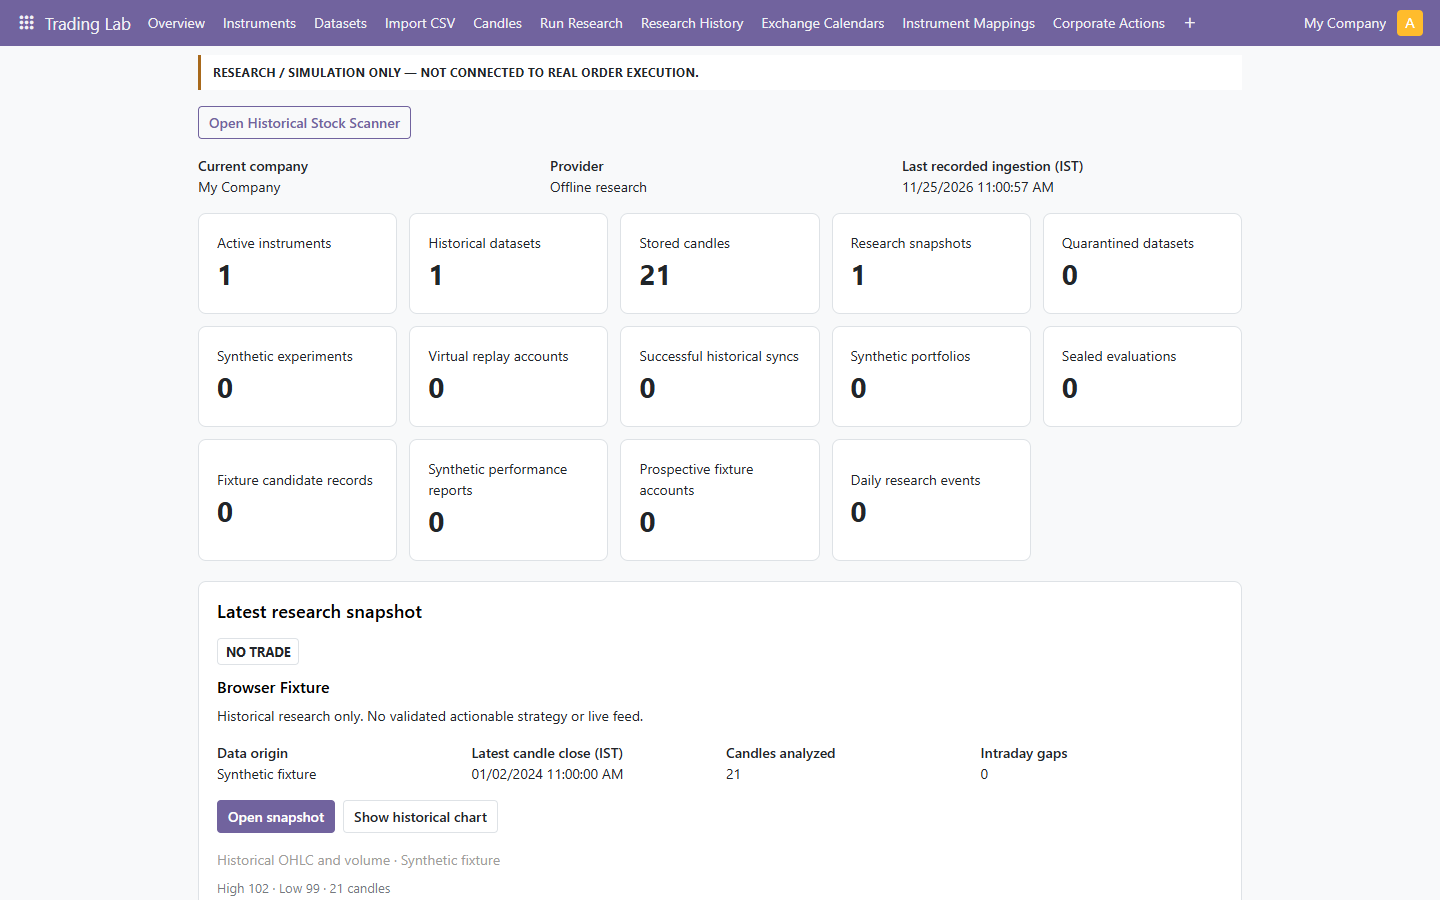 Trading Lab Overview Instruments Datasets Import CSV Candles Run Research Research History Exchange Calendars Instrument Mappings Corporate Actions + My Company A
RESEARCH / SIMULATION ONLY — NOT CONNECTED TO REAL ORDER EXECUTION.
Open Historical Stock Scanner
Current company Provider Last recorded ingestion (IST)
My Company Offline research 11/25/2026 11:00:57 AM
Active instruments Historical datasets Stored candles Research snapshots Quarantined datasets
1 1 21 1 0
Synthetic experiments Virtual replay accounts Successful historical syncs Synthetic portfolios Sealed evaluations
0 0 0 0 0
Fixture candidate records
0
Synthetic performance
reports
0
Prospective fixture
accounts
0
Daily research events
0
Latest research snapshot
NO TRADE
Browser Fixture
Historical research only. No validated actionable strategy or live feed.
Data origin Latest candle close (IST) Candles analyzed Intraday gaps
Synthetic fixture 01/02/2024 11:00:00 AM 21 0
Open snapshot Show historical chart
Historical OHLC and volume · Synthetic fixture
High 102 · Low 99 · 21 candles